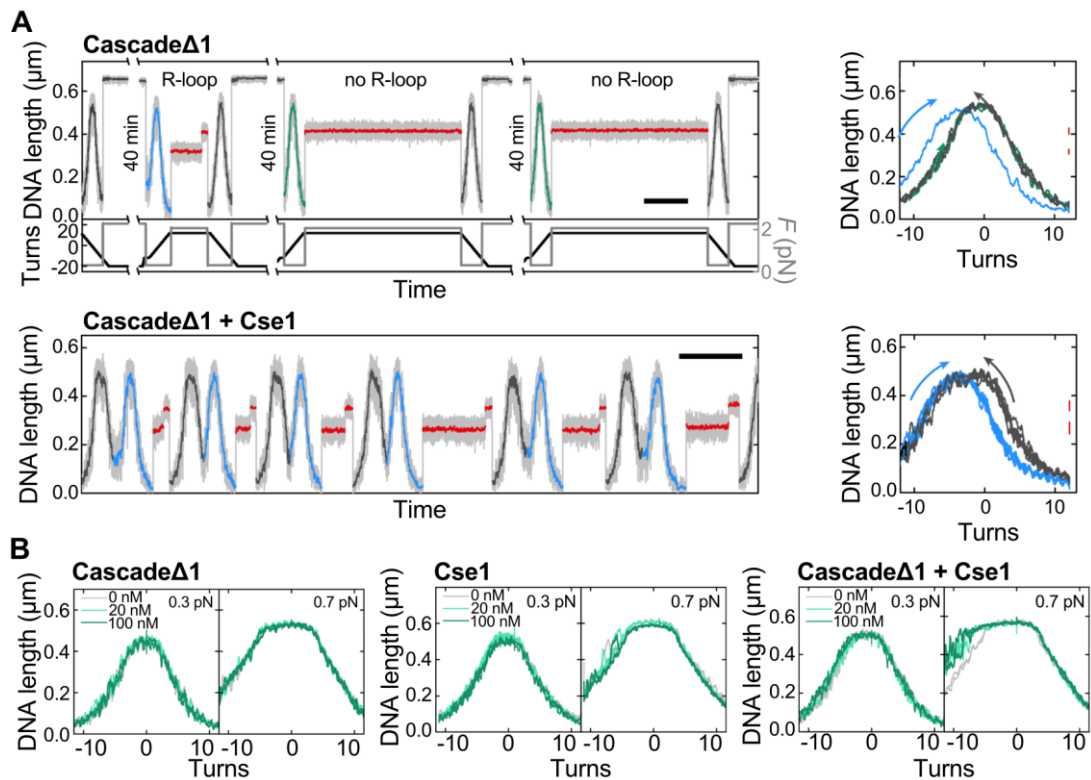 A
CascadeΔ1
DNA length (µm)
0.6
0.4
0.2
0.0
40 min
R-loop
40 min
no R-loop
40 min
no R-loop
Turns
20
0
-20
2
0
F (pN)
Time
DNA length (µm)
0.6
0.4
0.2
0.0
-10 0 10
Turns
CascadeΔ1 + Cse1
DNA length (µm)
0.6
0.4
0.2
0.0
Time
DNA length (µm)
0.6
0.4
0.2
0.0
-10 0 10
Turns
B
CascadeΔ1
DNA length (µm)
0.6
0.4
0.2
0.0
0 nM
20 nM
100 nM
0.3 pN
0.7 pN
-10 0 10 -10 0 10
Turns
Cse1
DNA length (µm)
0.6
0.4
0.2
0.0
0 nM
20 nM
100 nM
0.3 pN
0.7 pN
-10 0 10 -10 0 10
Turns
CascadeΔ1 + Cse1
DNA length (µm)
0.6
0.4
0.2
0.0
0 nM
20 nM
100 nM
0.3 pN
0.7 pN
-10 0 10 -10 0 10
Turns